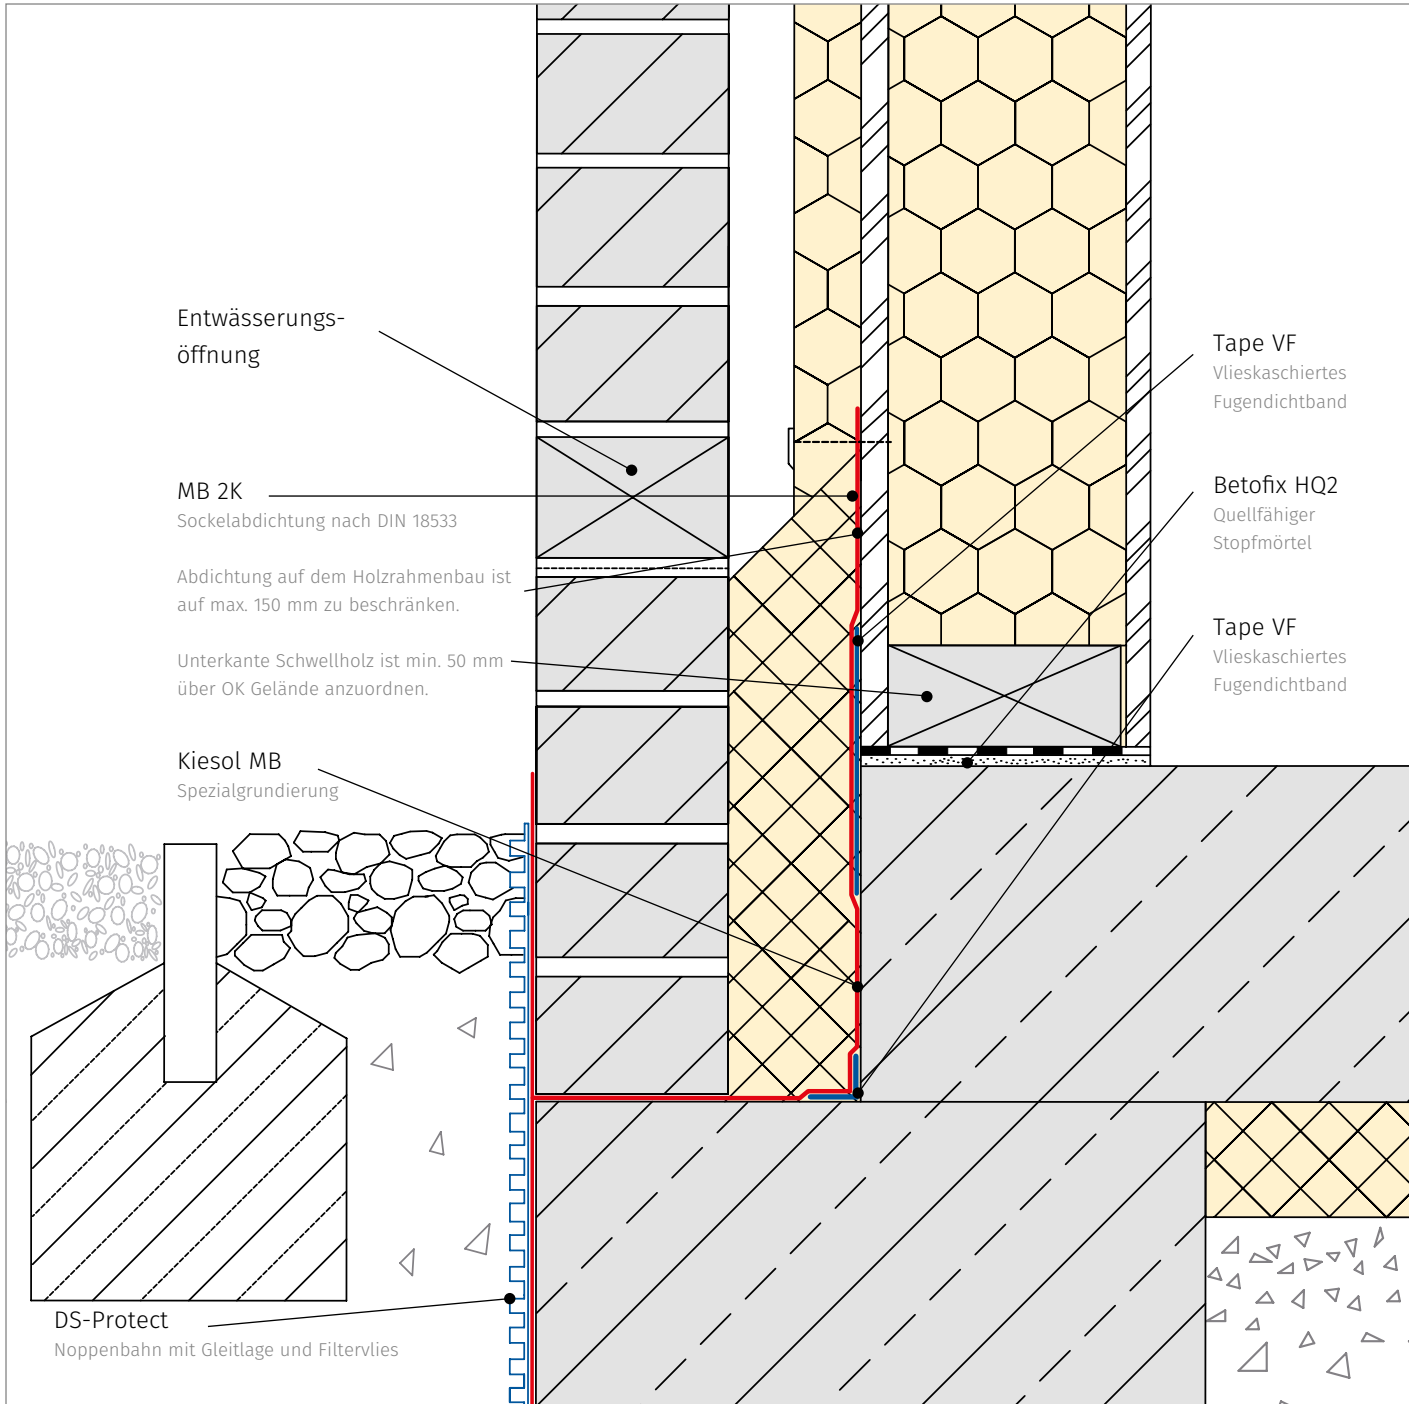 Entwässerungs-
öffnung
MB 2K
Sockelabdichtung nach DIN 18533
Abdichtung auf dem Holzrahmenbau ist
auf max. 150 mm zu beschränken.
Unterkante Schwellholz ist min. 50 mm
über OK Gelände anzuordnen.
Kiesol MB
Spezialgrundierung
DS-Protect
Noppenbahn mit Gleitlage und Filtervlies
Tape VF
Vlieskaschiertes
Fugendichtband
Betofix HQ2
Quellfähiger
Stopfmörtel
Tape VF
Vlieskaschiertes
Fugendichtband